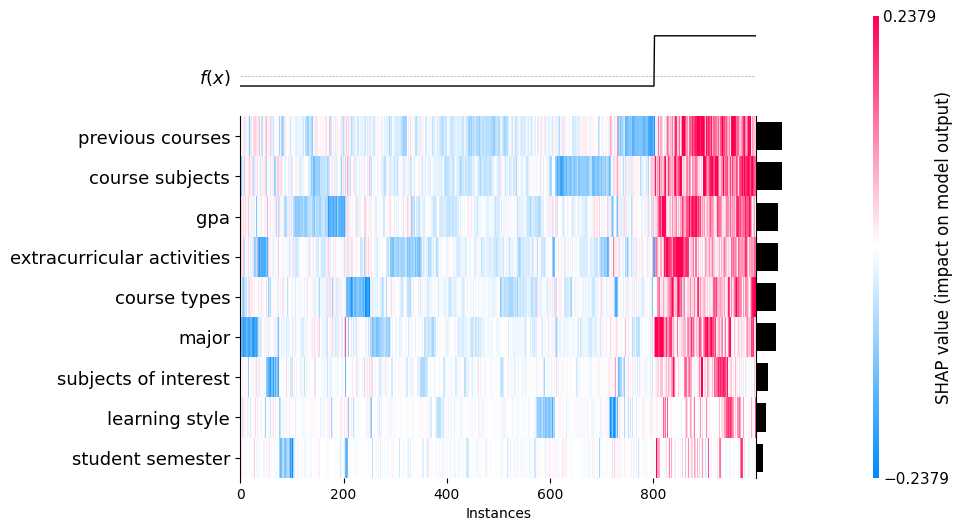 0.2379
f(x)
previous courses
course subjects
gpa
extracurricular activities
course types
major
subjects of interest
learning style
student semester
SHAP value (impact on model output)
−0.2379
0 200 400 600 800
Instances